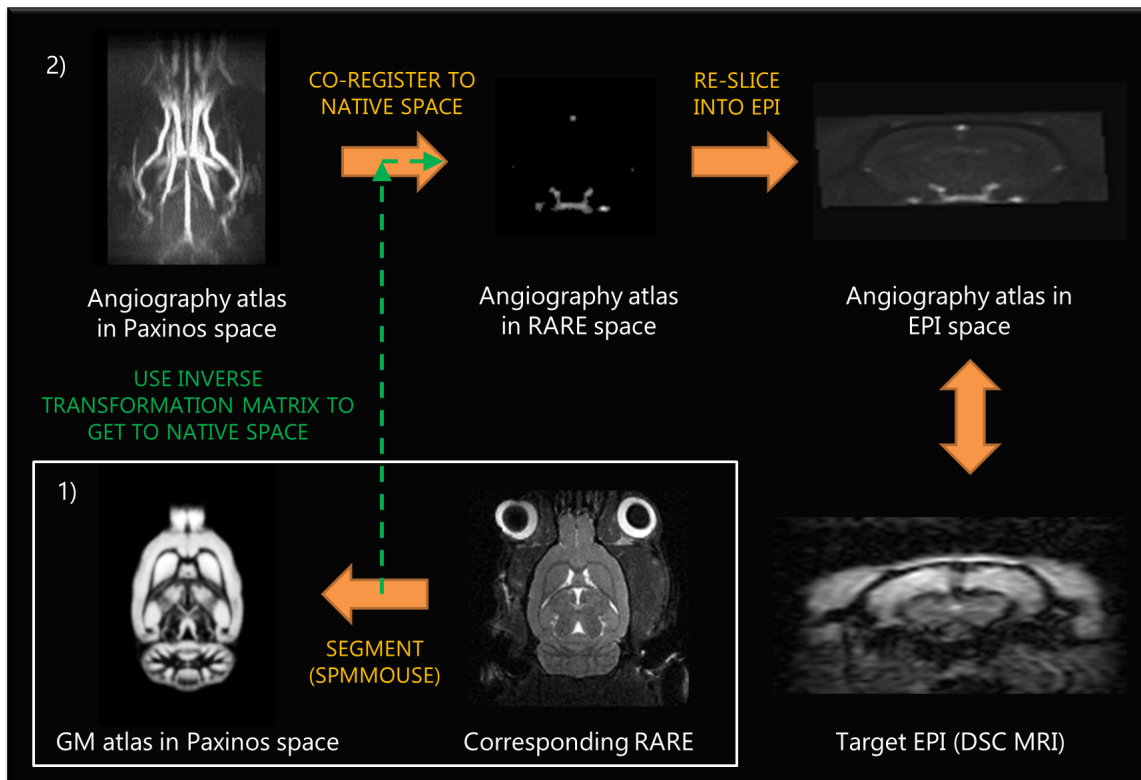 2)
CO-REGISTER TO
NATIVE SPACE
RE-SLICE
INTO EPI
Angiography atlas
in Paxinos space
Angiography atlas
in RARE space
Angiography atlas in
EPI space
USE INVERSE
TRANSFORMATION MATRIX TO
GET TO NATIVE SPACE
1)
SEGMENT
(SPMMOUSE)
GM atlas in Paxinos space
Corresponding RARE
Target EPI (DSC MRI)